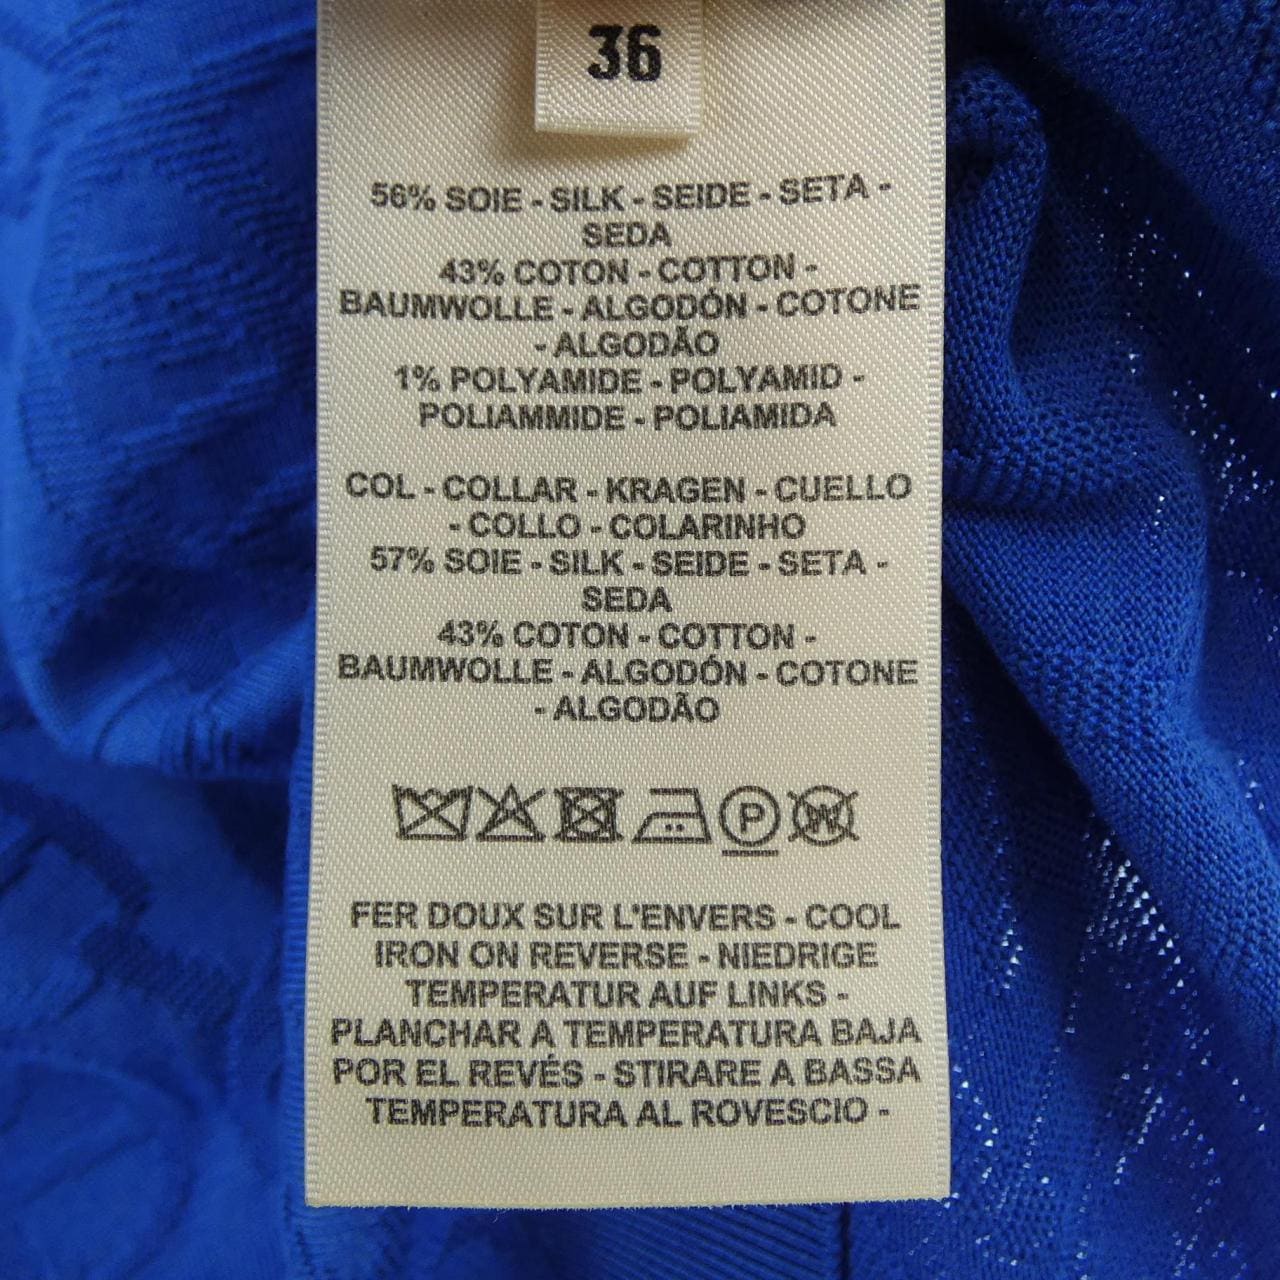 36
56% SOIE - SILK - SEIDE - SETA -
SEDA
43% COTON - COTTON -
BAUMWOLLE - ALGODÓN - COTONE
- ALGODÃO
1% POLYAMIDE - POLYAMID -
POLIAMMIDE - POLIAMIDA
COL - COLLAR - KRAGEN - CUELLO
- COLLO - COLARINHO
57% SOIE - SILK - SEIDE - SETA -
SEDA
43% COTON - COTTON -
BAUMWOLLE - ALGODÓN - COTONE
- ALGODÃO
P W
FER DOUX SUR L'ENVERS - COOL
IRON ON REVERSE - NIEDRIGE
TEMPERATUR AUF LINKS -
PLANCHAR A TEMPERATURA BAJA
POR EL REVÉS - STIRARE A BASSA
TEMPERATURA AL ROVESCIO -